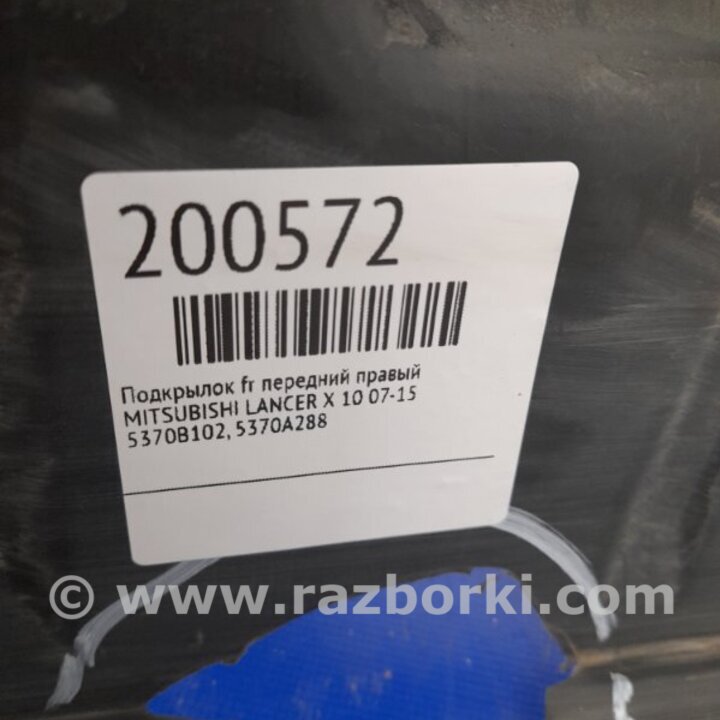 200572
Подкрылок fr передний правый
MITSUBISHI LANCER X 10 07-15
5370B102, 5370A288
© www.razborki.com